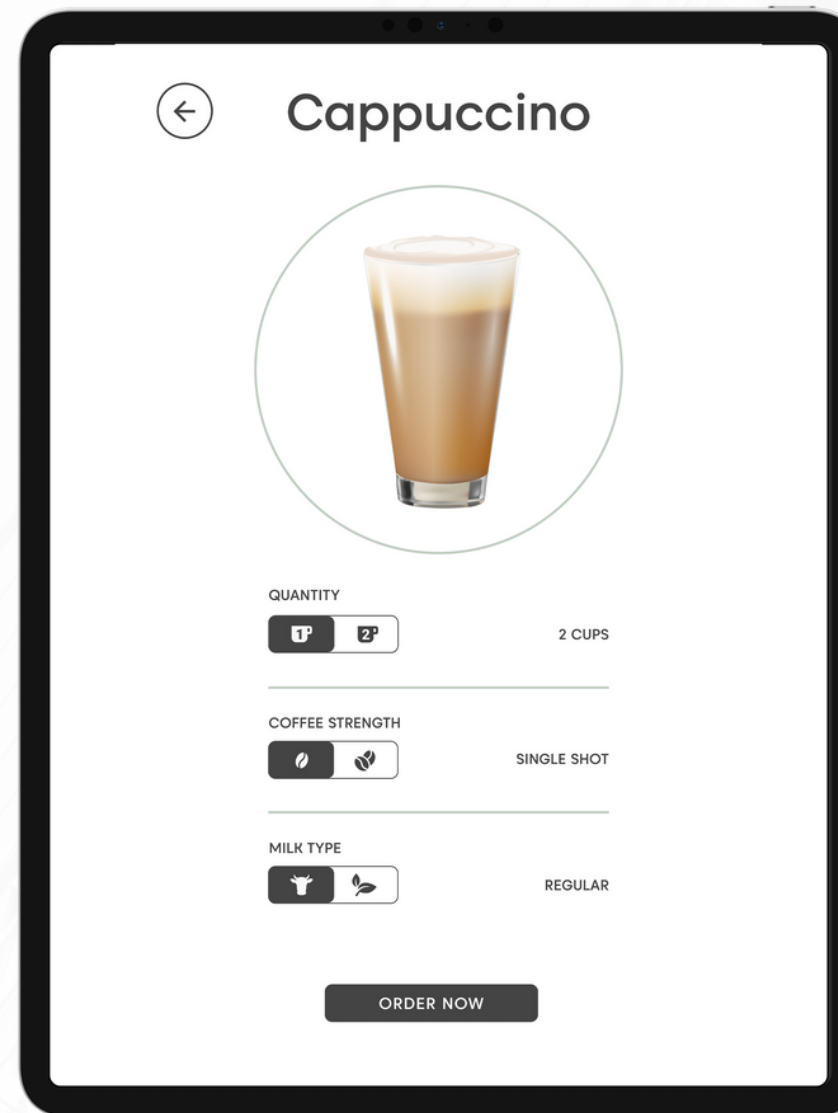 Cappuccino
QUANTITY
1 2 2 CUPS
COFFEE STRENGTH
SINGLE SHOT
MILK TYPE
REGULAR
ORDER NOW